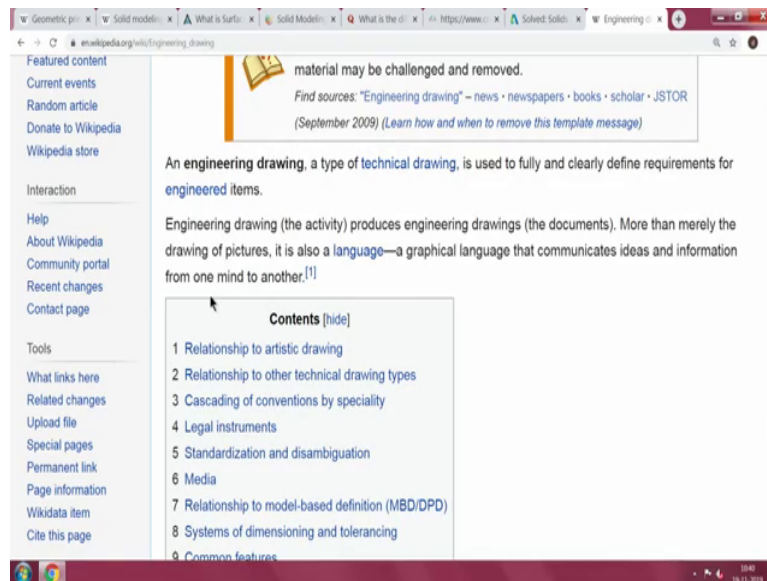 Geometric pri
Solid modelin
What is Surfa
Solid Modelin
What is the di
https://www.c
Solved: Solids
Engineering d
en.wikipedia.org/wiki/Engineering_drawing
Featured content
Current events
Random article
Donate to Wikipedia
Wikipedia store
Interaction
Help
About Wikipedia
Community portal
Recent changes
Contact page
Tools
What links here
Related changes
Upload file
Special pages
Permanent link
Page information
Wikidata item
Cite this page
material may be challenged and removed.
Find sources: "Engineering drawing" – news · newspapers · books · scholar · JSTOR
(September 2009) (Learn how and when to remove this template message)
An engineering drawing, a type of technical drawing, is used to fully and clearly define requirements for
engineered items.
Engineering drawing (the activity) produces engineering drawings (the documents). More than merely the
drawing of pictures, it is also a language—a graphical language that communicates ideas and information
from one mind to another.[1]
Contents [hide]
1 Relationship to artistic drawing
2 Relationship to other technical drawing types
3 Cascading of conventions by speciality
4 Legal instruments
5 Standardization and disambiguation
6 Media
7 Relationship to model-based definition (MBD/DPD)
8 Systems of dimensioning and tolerancing
9 Common features
10:40